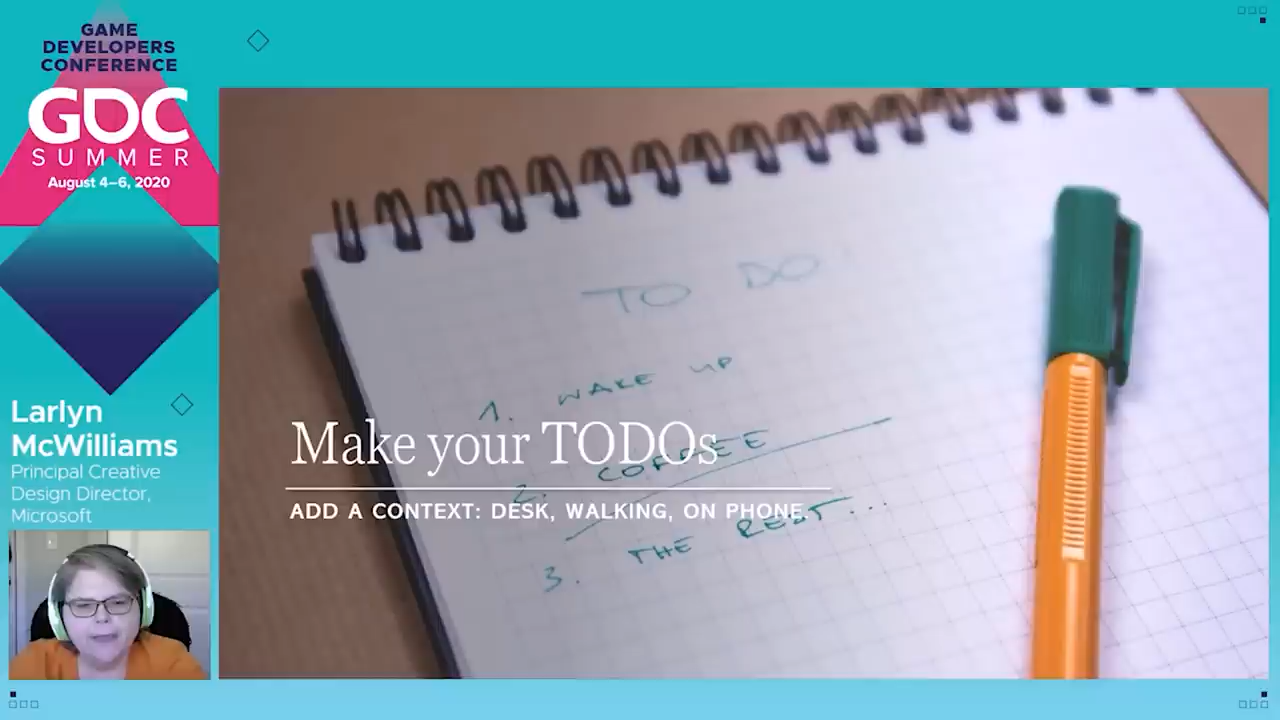 GAME
DEVELOPERS
CONFERENCE
GDC
SUMMER
August 4–6, 2020
Larlyn
McWilliams
Principal Creative
Design Director,
Microsoft
TO DO
1. WAKE UP
2. COFFEE
3. THE REST...
Make your TODOs
ADD A CONTEXT: DESK, WALKING, ON PHONE.